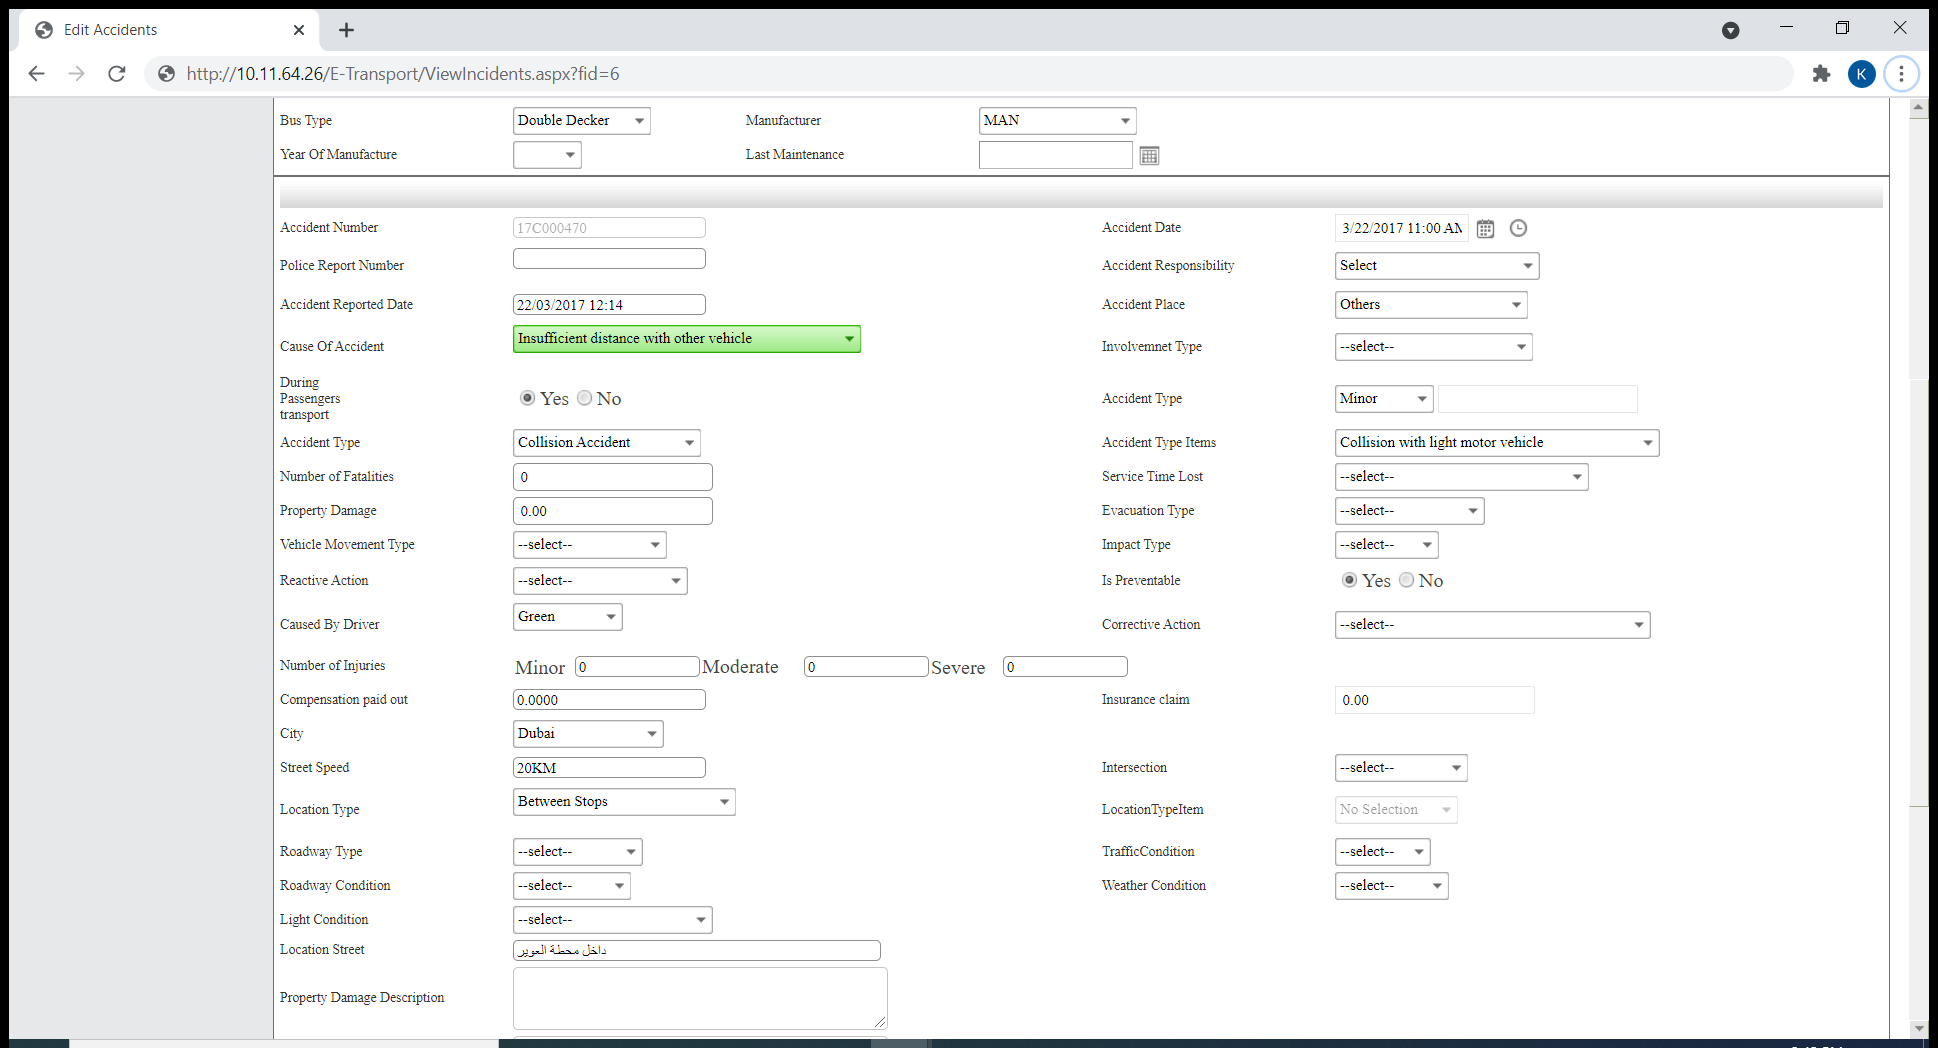 Edit Accidents
K
http://10.11.64.26/E-Transport/ViewIncidents.aspx?fid=6
Bus Type Double Decker Manufacturer MAN
Year Of Manufacture Last Maintenance
Accident Number 17C000470 Accident Date 3/22/2017 11:00 AM
Police Report Number Accident Responsibility Select
Accident Reported Date 22/03/2017 12:14 Accident Place Others
Cause Of Accident Insufficient distance with other vehicle Involvemnet Type --select--
During
Passengers
transport
Yes No Accident Type Minor
Accident Type Collision Accident Accident Type Items Collision with light motor vehicle
Number of Fatalities 0 Service Time Lost --select--
Property Damage 0.00 Evacuation Type --select--
Vehicle Movement Type --select-- Impact Type --select--
Reactive Action --select-- Is Preventable Yes No
Caused By Driver Green Corrective Action --select--
Number of Injuries Minor 0 Moderate 0 Severe 0
Compensation paid out 0.0000 Insurance claim 0.00
City Dubai
Street Speed 20KM Intersection --select--
Location Type Between Stops LocationTypeItem No Selection
Roadway Type --select-- TrafficCondition --select--
Roadway Condition --select-- Weather Condition --select--
Light Condition --select--
Location Street داخل محطة العوير
Property Damage Description